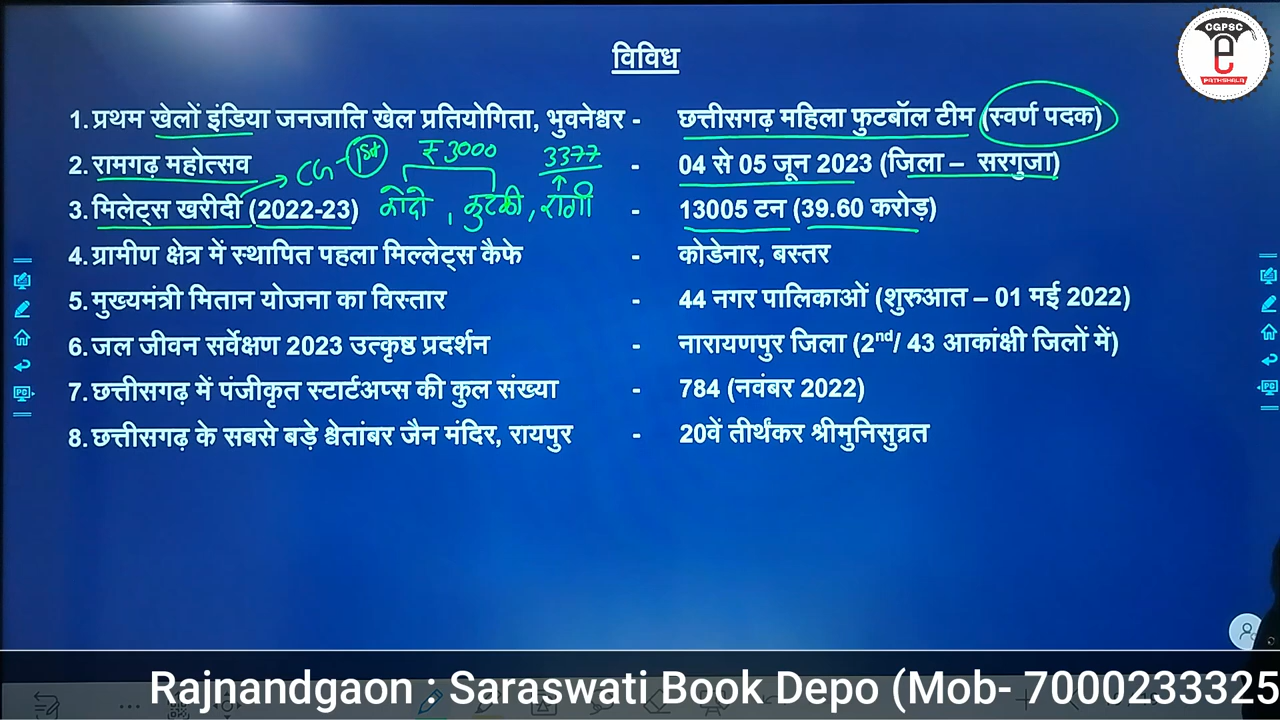 CGPSC
e
PATHSHALA
विविध
1. प्रथम खेलों इंडिया जनजाति खेल प्रतियोगिता, भुवनेश्वर - छत्तीसगढ़ महिला फुटबॉल टीम (स्वर्ण पदक)
CG - 1st ₹3000 3377
2. रामगढ़ महोत्सव - 04 से 05 जून 2023 (जिला – सरगुजा)
3. मिलेट्स खरीदी (2022-23) कोदो, कुटकी, रागी - 13005 टन (39.60 करोड़)
4. ग्रामीण क्षेत्र में स्थापित पहला मिल्लेट्स कैफे - कोडेनार, बस्तर
5. मुख्यमंत्री मितान योजना का विस्तार - 44 नगर पालिकाओं (शुरुआत – 01 मई 2022)
6. जल जीवन सर्वेक्षण 2023 उत्कृष्ठ प्रदर्शन - नारायणपुर जिला (2nd/ 43 आकांक्षी जिलों में)
7. छत्तीसगढ़ में पंजीकृत स्टार्टअप्स की कुल संख्या - 784 (नवंबर 2022)
8. छत्तीसगढ़ के सबसे बड़े श्वेतांबर जैन मंदिर, रायपुर - 20वें तीर्थंकर श्रीमुनिसुव्रत
Rajnandgaon : Saraswati Book Depo (Mob- 7000233325